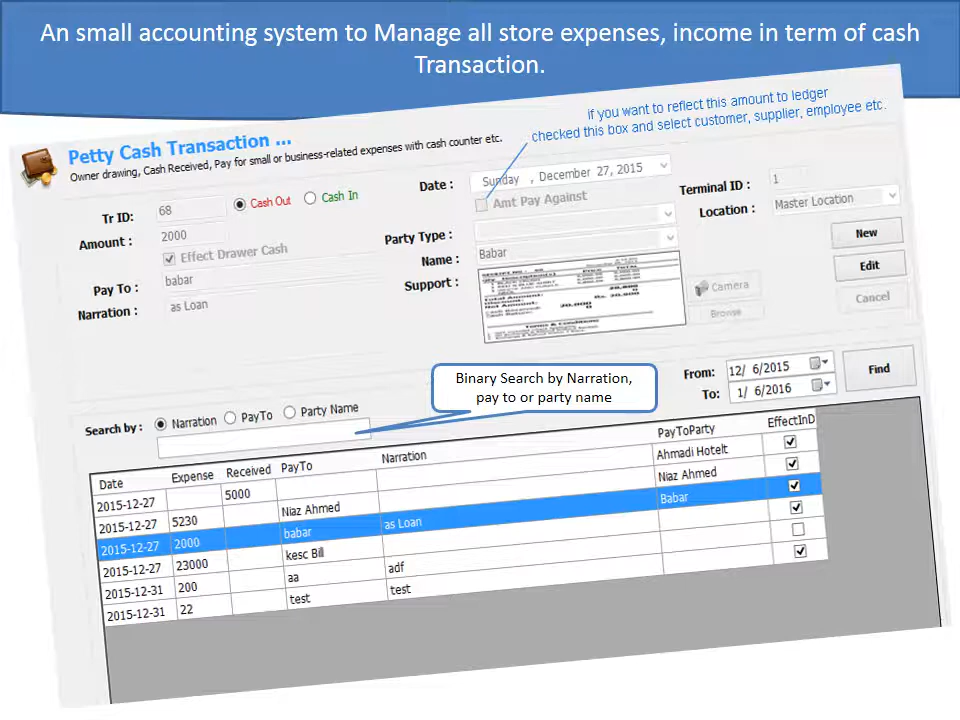 An small accounting system to Manage all store expenses, income in term of cash
Transaction.
if you want to reflect this amount to ledger
checked this box and select customer, supplier, employee etc.
Petty Cash Transaction ...
Owner drawing, Cash Received, Pay for small or business-related expenses with cash counter etc.
Tr ID: 68 Cash Out Cash In Date: Sunday , December 27, 2015 Terminal ID: 1
Amount: 2000 Amt Pay Against Location: Master Location
Effect Drawer Cash Party Type: New
Pay To: babar Name: Babar Edit
Narration: as Loan Support: Camera Cancel
Browse
Total Amount:
Net Amount:
Terms & Conditions
Binary Search by Narration,
pay to or party name
From: 12/ 6/2015 Find
To: 1/ 6/2016
Search by: Narration PayTo Party Name
Date Expense Received PayTo Narration PayToParty EffectInD
2015-12-27 5000 Ahmadi Hotelt
2015-12-27 5230 Niaz Ahmed Niaz Ahmed
2015-12-27 2000 babar as Loan Babar
2015-12-27 23000 kesc Bill
2015-12-31 200 aa adf
2015-12-31 22 test test